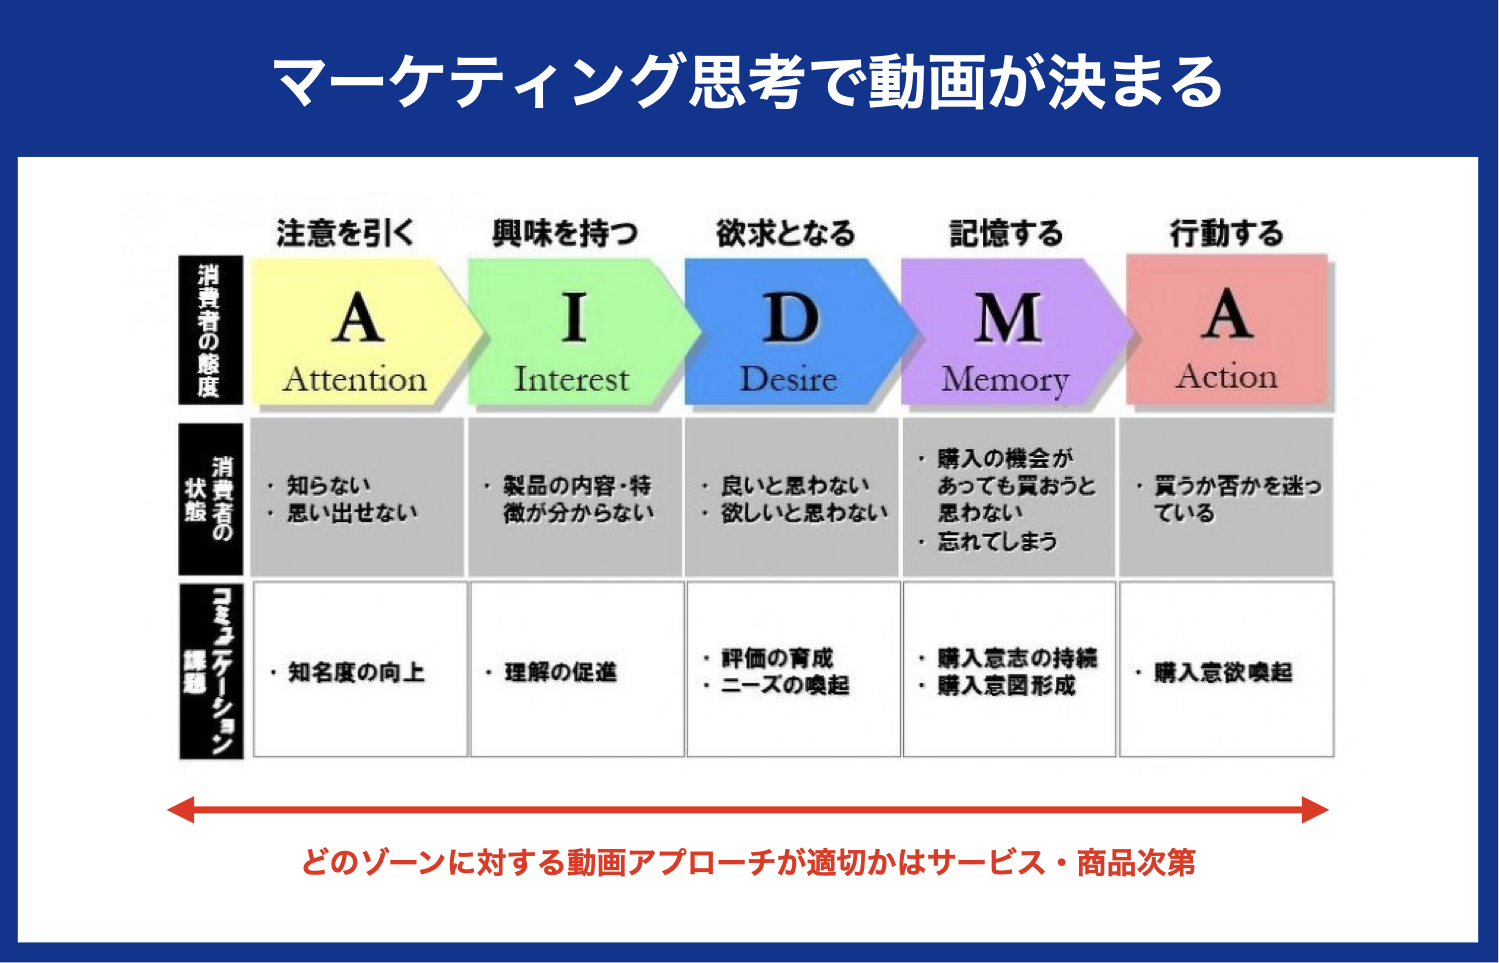 マーケティング思考で動画が決まる
注意を引く
興味を持つ
欲求となる
記憶する
行動する
消費者の態度
A
Attention
I
Interest
D
Desire
M
Memory
A
Action
消費者の
状態
・知らない
・思い出せない
・製品の内容・特
徴が分からない
・良いと思わない
・欲しいと思わない
・購入の機会が
あっても買おうと
思わない
・忘れてしまう
・買うか否かを迷っ
ている
コミュニケーション
課題
・知名度の向上
・理解の促進
・評価の育成
・ニーズの喚起
・購入意志の持続
・購入意図形成
・購入意欲喚起
どのゾーンに対する動画アプローチが適切かはサービス・商品次第